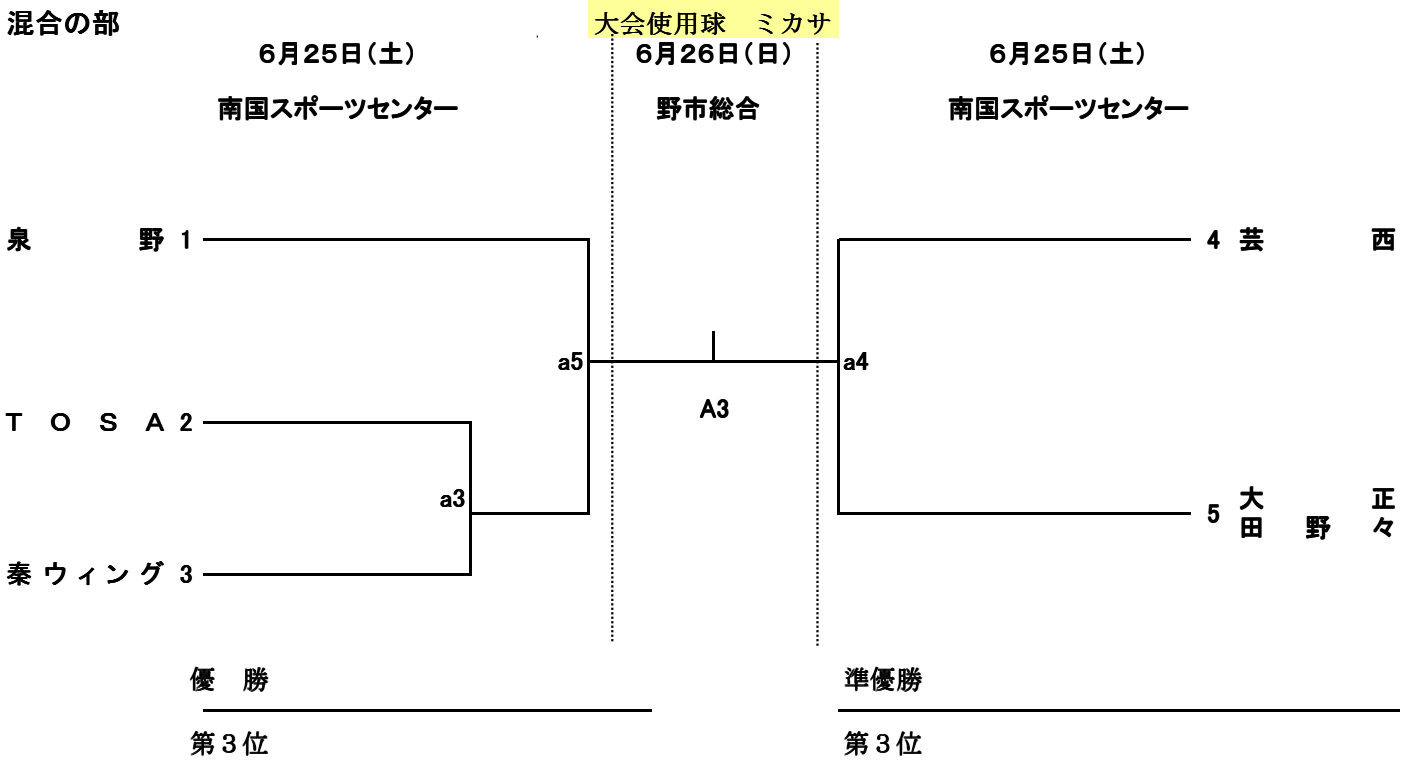 混合の部
大会使用球　ミカサ
6月25日(土)
6月26日(日)
6月25日(土)
南国スポーツセンター
野市総合
南国スポーツセンター
泉野 1
4 芸西
a5
a4
A3
ＴＯＳＡ 2
a3
5 大正
田野々
秦ウィング 3
優　勝
準優勝
第３位
第３位